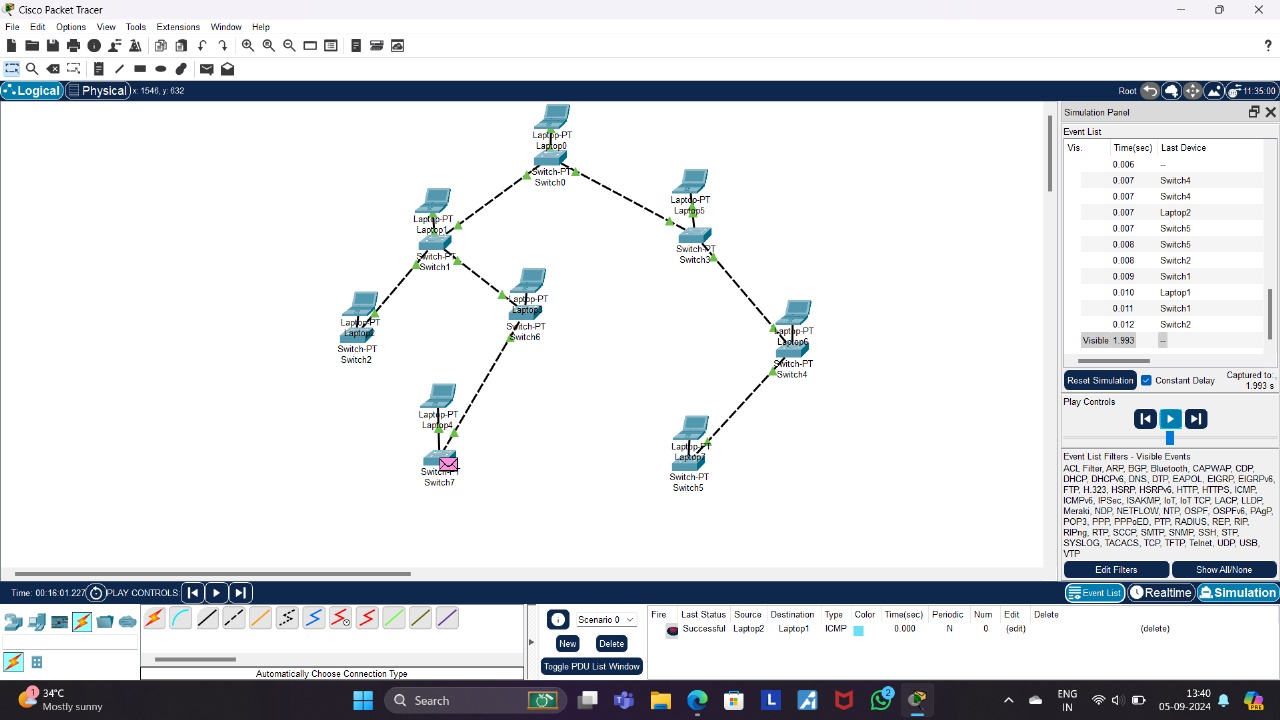 Cisco Packet Tracer
File Edit Options View Tools Extensions Window Help
?
Logical Physical x: 1546, y: 632 Root 11:35:00
Simulation Panel
Event List
Vis. Time(sec) Last Device
0.006 --
0.007 Switch4
0.007 Switch4
0.007 Laptop2
0.007 Switch5
0.008 Switch5
0.008 Switch2
0.009 Switch1
0.010 Laptop1
0.011 Switch1
0.012 Switch2
Visible 1.993 --
Reset Simulation Constant Delay Captured to:
1.993 s
Play Controls
Event List Filters - Visible Events
ACL Filter, ARP, BGP, Bluetooth, CAPWAP, CDP,
DHCP, DHCPv6, DNS, DTP, EAPOL, EIGRP, EIGRPv6,
FTP, H.323, HSRP, HSRPv6, HTTP, HTTPS, ICMP,
ICMPv6, IPSec, ISAKMP, IoT, IoT TCP, LACP, LLDP,
Meraki, NDP, NETFLOW, NTP, OSPF, OSPFv6, PAgP,
POP3, PPP, PPPoED, PTP, RADIUS, REP, RIP,
RIPng, RTP, SCCP, SMTP, SNMP, SSH, STP,
SYSLOG, TACACS, TCP, TFTP, Telnet, UDP, USB,
VTP
Edit Filters Show All/None
Laptop-PT
Laptop0
Switch-PT
Switch0
Laptop-PT
Laptop1
Switch-PT
Switch1
Laptop-PT
Laptop5
Switch-PT
Switch3
Laptop-PT
Laptop2
Switch-PT
Switch2
Laptop-PT
Laptop3
Switch-PT
Switch6
Laptop-PT
Laptop6
Switch-PT
Switch4
Laptop-PT
Laptop4
Switch-PT
Switch7
Laptop-PT
Laptop7
Switch-PT
Switch5
Time: 00:16:01.227 PLAY CONTROLS: Event List Realtime Simulation
Automatically Choose Connection Type
Scenario 0
New Delete
Toggle PDU List Window
Fire Last Status Source Destination Type Color Time(sec) Periodic Num Edit Delete
Successful Laptop2 Laptop1 ICMP 0.000 N 0 (edit) (delete)
1
34°C
Mostly sunny
Search
2
ENG
IN
13:40
05-09-2024
PRE